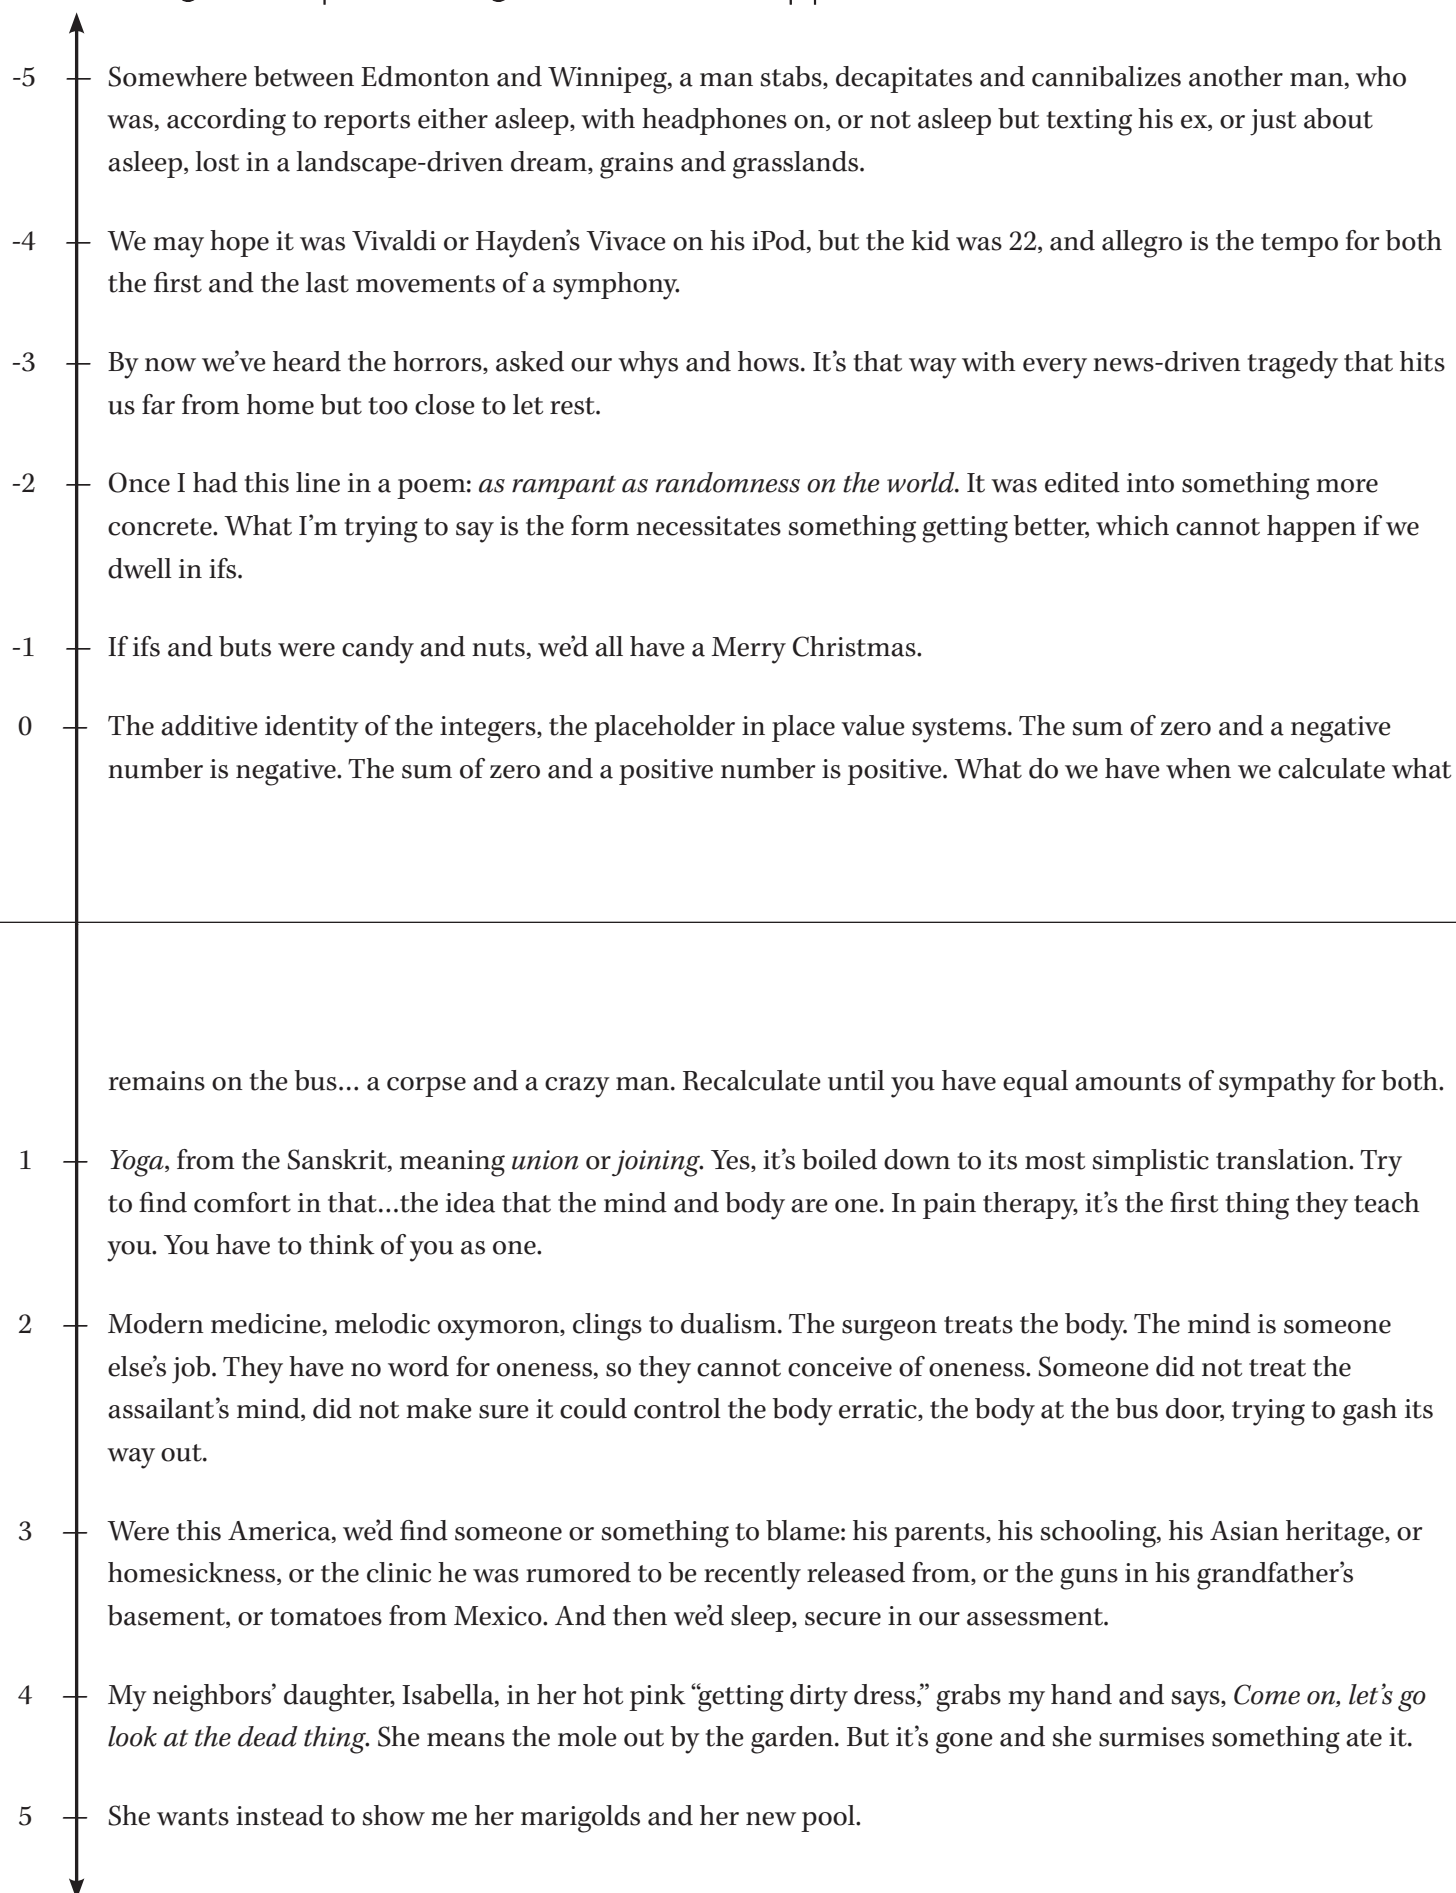 -5 Somewhere between Edmonton and Winnipeg, a man stabs, decapitates and cannibalizes another man, who
was, according to reports either asleep, with headphones on, or not asleep but texting his ex, or just about
asleep, lost in a landscape-driven dream, grains and grasslands.
-4 We may hope it was Vivaldi or Hayden’s Vivace on his iPod, but the kid was 22, and allegro is the tempo for both
the first and the last movements of a symphony.
-3 By now we’ve heard the horrors, asked our whys and hows. It’s that way with every news-driven tragedy that hits
us far from home but too close to let rest.
-2 Once I had this line in a poem: as rampant as randomness on the world. It was edited into something more
concrete. What I’m trying to say is the form necessitates something getting better, which cannot happen if we
dwell in ifs.
-1 If ifs and buts were candy and nuts, we’d all have a Merry Christmas.
0 The additive identity of the integers, the placeholder in place value systems. The sum of zero and a negative
number is negative. The sum of zero and a positive number is positive. What do we have when we calculate what
remains on the bus… a corpse and a crazy man. Recalculate until you have equal amounts of sympathy for both.
1 Yoga, from the Sanskrit, meaning union or joining. Yes, it’s boiled down to its most simplistic translation. Try
to find comfort in that…the idea that the mind and body are one. In pain therapy, it’s the first thing they teach
you. You have to think of you as one.
2 Modern medicine, melodic oxymoron, clings to dualism. The surgeon treats the body. The mind is someone
else’s job. They have no word for oneness, so they cannot conceive of oneness. Someone did not treat the
assailant’s mind, did not make sure it could control the body erratic, the body at the bus door, trying to gash its
way out.
3 Were this America, we’d find someone or something to blame: his parents, his schooling, his Asian heritage, or
homesickness, or the clinic he was rumored to be recently released from, or the guns in his grandfather’s
basement, or tomatoes from Mexico. And then we’d sleep, secure in our assessment.
4 My neighbors’ daughter, Isabella, in her hot pink “getting dirty dress,” grabs my hand and says, Come on, let’s go
look at the dead thing. She means the mole out by the garden. But it’s gone and she surmises something ate it.
5 She wants instead to show me her marigolds and her new pool.